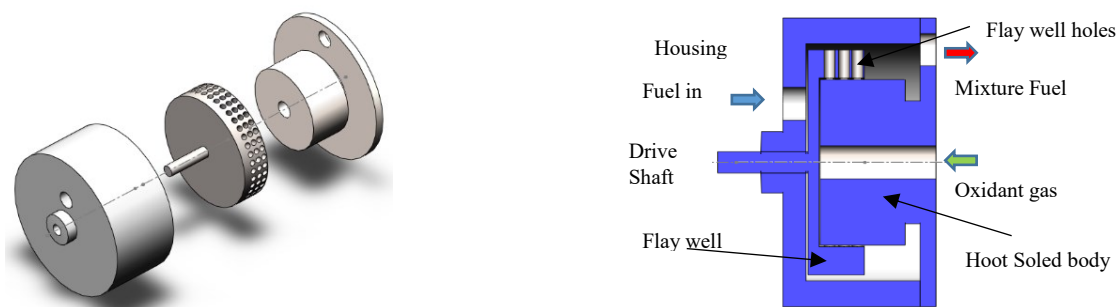 Housing
Flay well holes
Fuel in
Mixture Fuel
Drive
Shaft
Oxidant gas
Flay well
Hoot Soled body